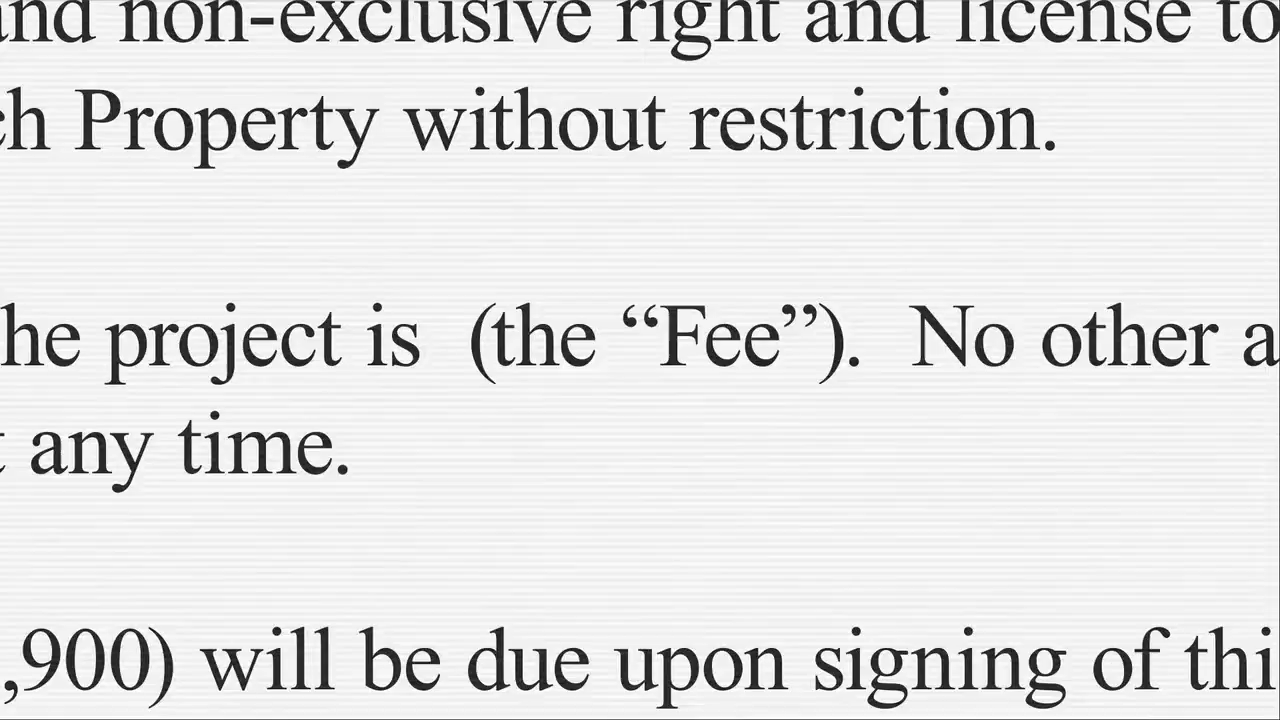 and non-exclusive right and license to
ch Property without restriction.
he project is  (the “Fee”).  No other a
t any time.
,900) will be due upon signing of thi